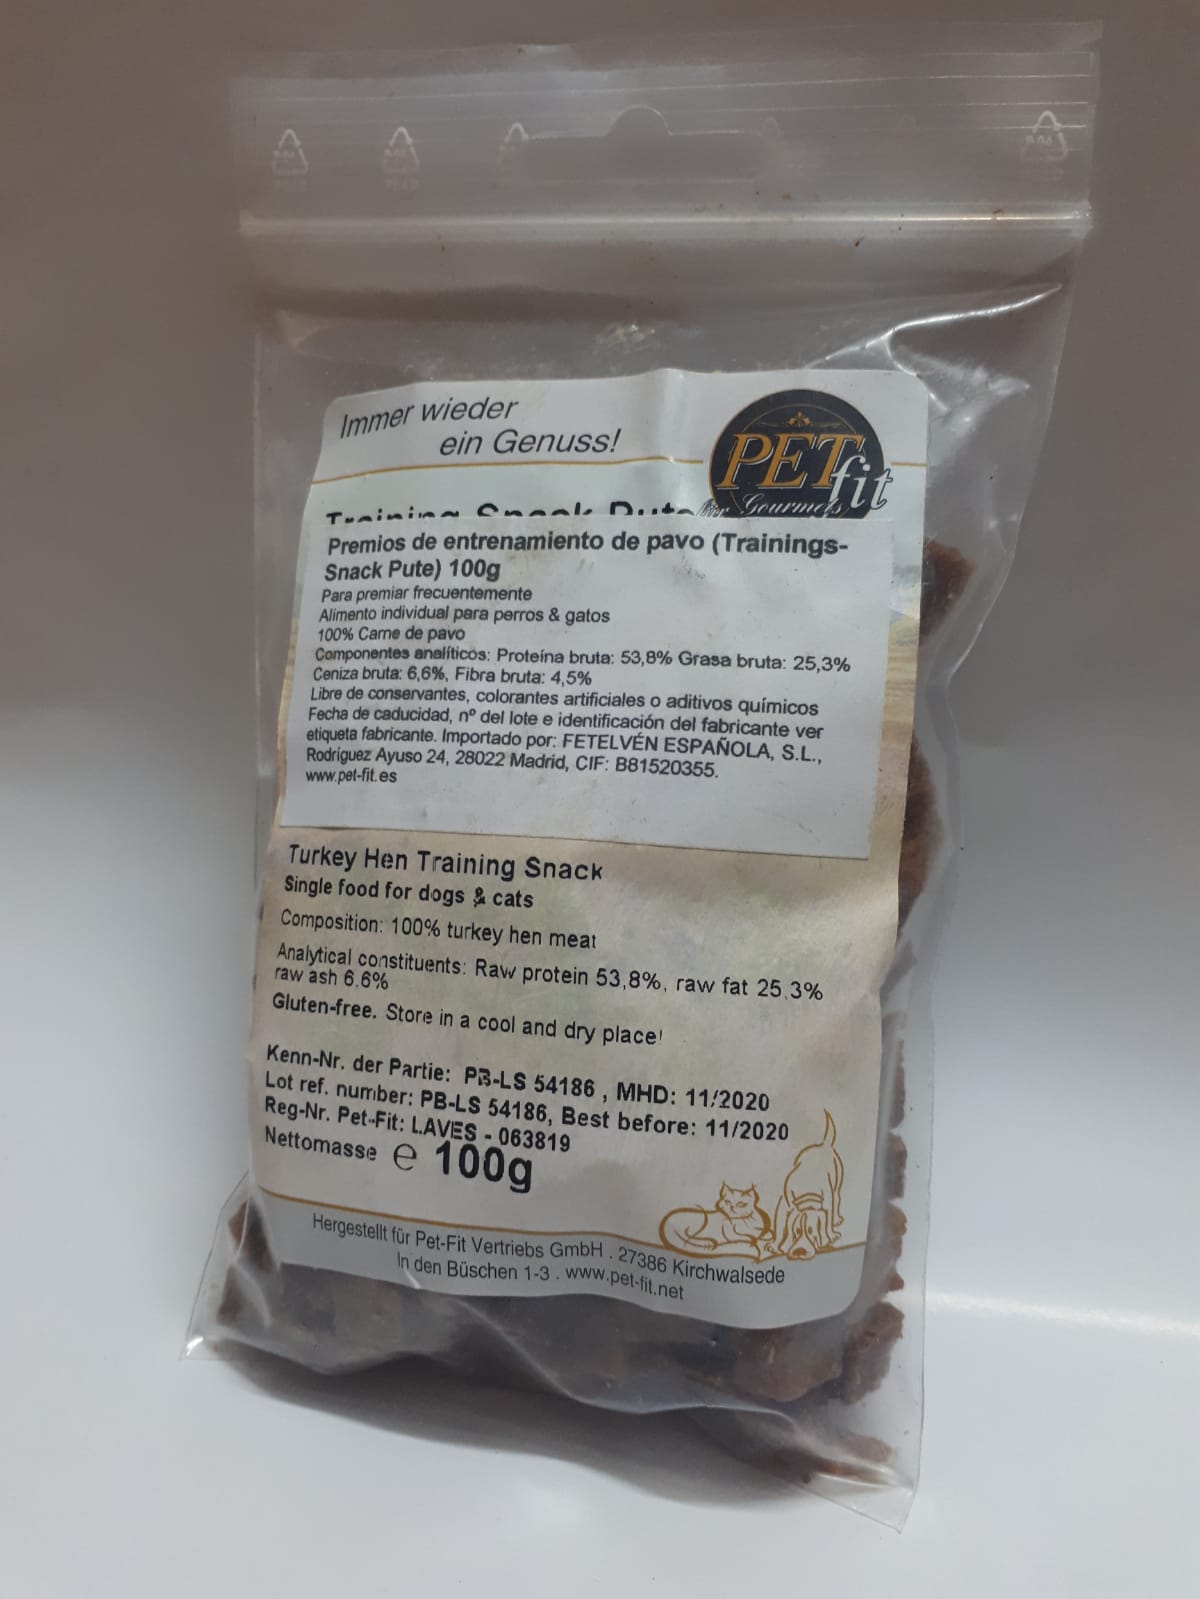 Immer wieder
ein Genuss!
PETfit
Gourmets
Training Snack Pute
Premios de entrenamiento de pavo (Trainings-
Snack Pute) 100g
Para premiar frecuentemente
Alimento individual para perros & gatos
100% Carne de pavo
Componentes analíticos: Proteína bruta: 53,8% Grasa bruta: 25,3%
Ceniza bruta: 6,6%, Fibra bruta: 4,5%
Libre de conservantes, colorantes artificiales o aditivos químicos
Fecha de caducidad, nº del lote e identificación del fabricante ver
etiqueta fabricante. Importado por: FETELVÉN ESPAÑOLA, S.L.,
Rodríguez Ayuso 24, 28022 Madrid, CIF: B81520355.
www.pet-fit.es
Turkey Hen Training Snack
Single food for dogs & cats
Composition: 100% turkey hen meat
Analytical constituents: Raw protein 53,8%, raw fat 25,3%
raw ash 6,6%
Gluten-free. Store in a cool and dry place!
Kenn-Nr. der Partie: PB-LS 54186 , MHD: 11/2020
Lot ref. number: PB-LS 54186, Best before: 11/2020
Reg-Nr. Pet-Fit: LAVES - 063819
Nettomasse e 100g
Hergestellt für Pet-Fit Vertriebs GmbH . 27386 Kirchwalsede
In den Büschen 1-3 . www.pet-fit.net